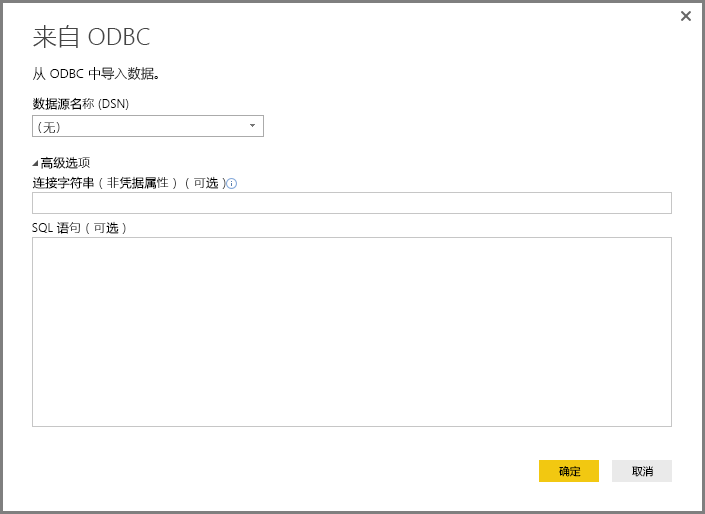 来自 ODBC
从 ODBC 中导入数据。
数据源名称 (DSN)
(无)
高级选项
连接字符串 ( 非凭据属性 ) ( 可选 )
SQL 语句 ( 可选 )
确定
取消